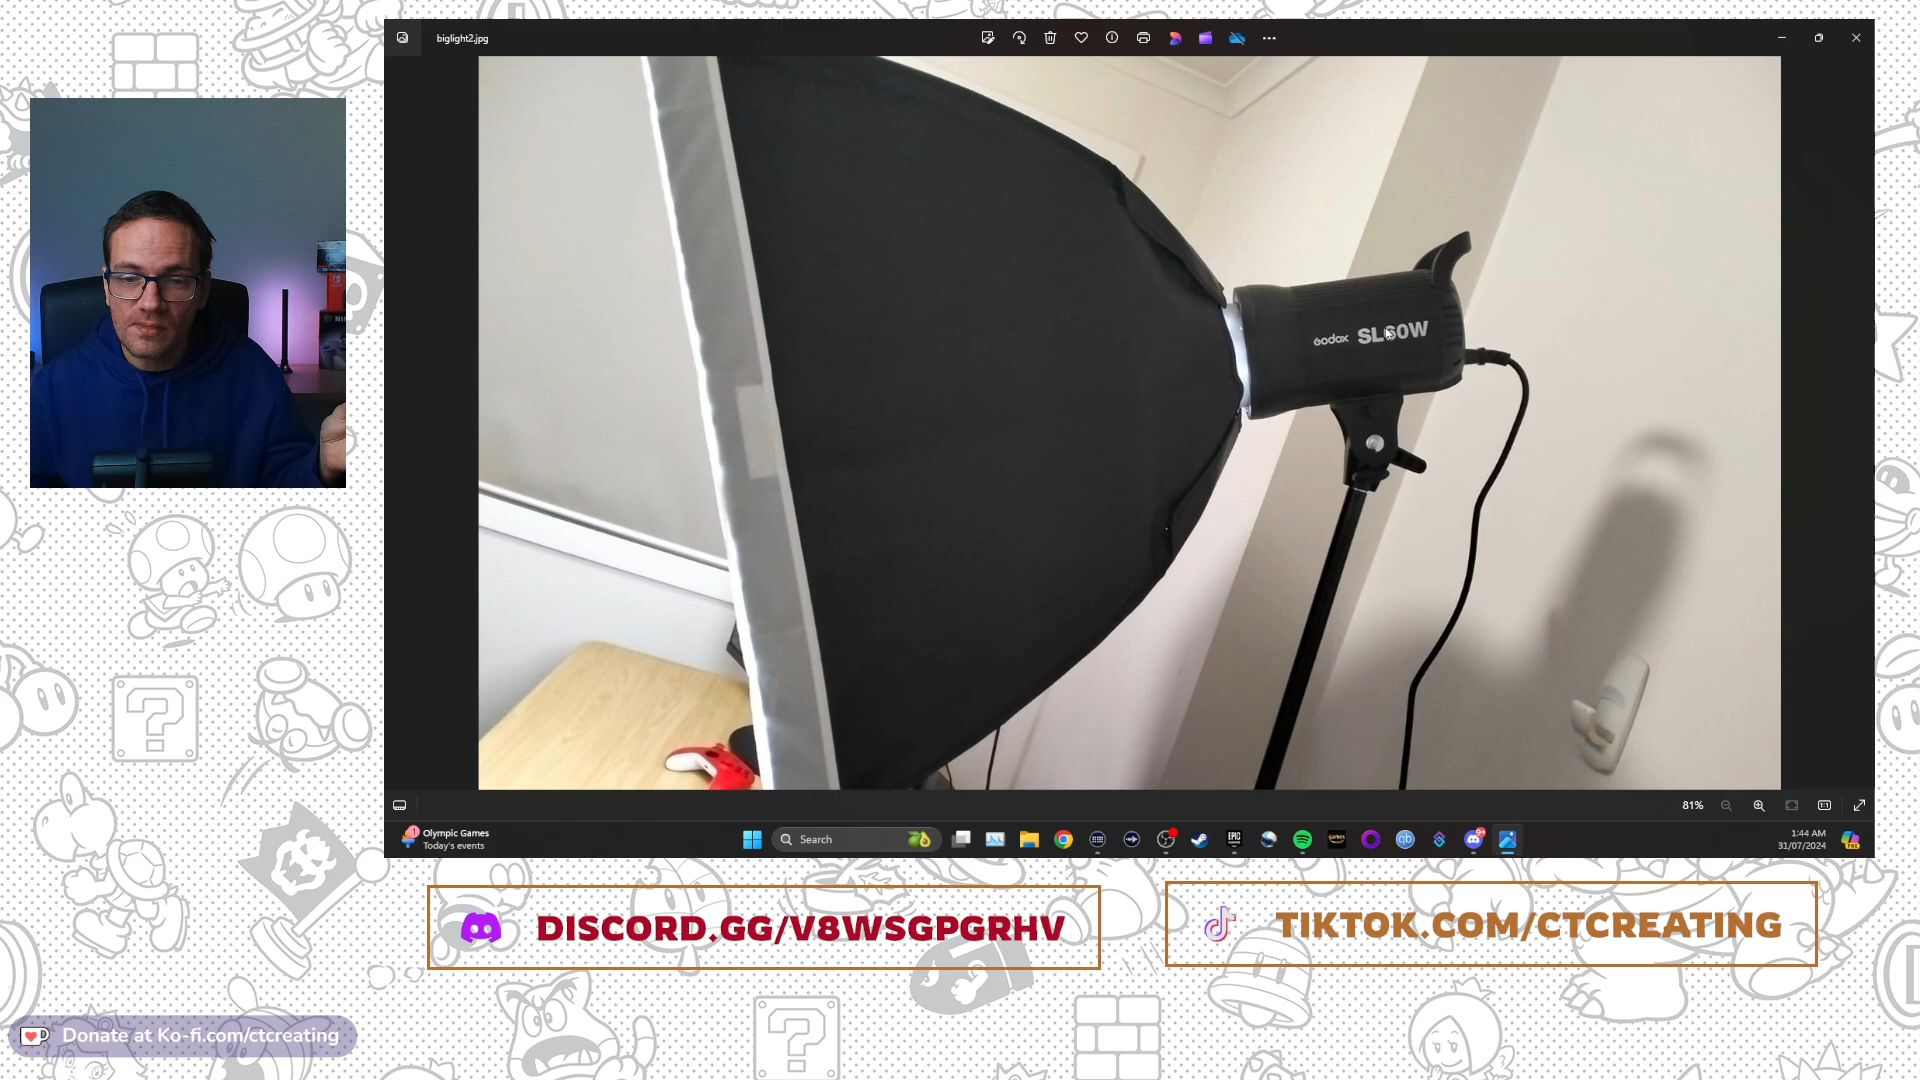 biglight2.jpg
Godox SL60W
81%
Olympic Games
Today's events
Search
1:44 AM
31/07/2024
DISCORD.GG/V8WSGPGRHV
TIKTOK.COM/CTCREATING
Donate at Ko-fi.com/ctcreating